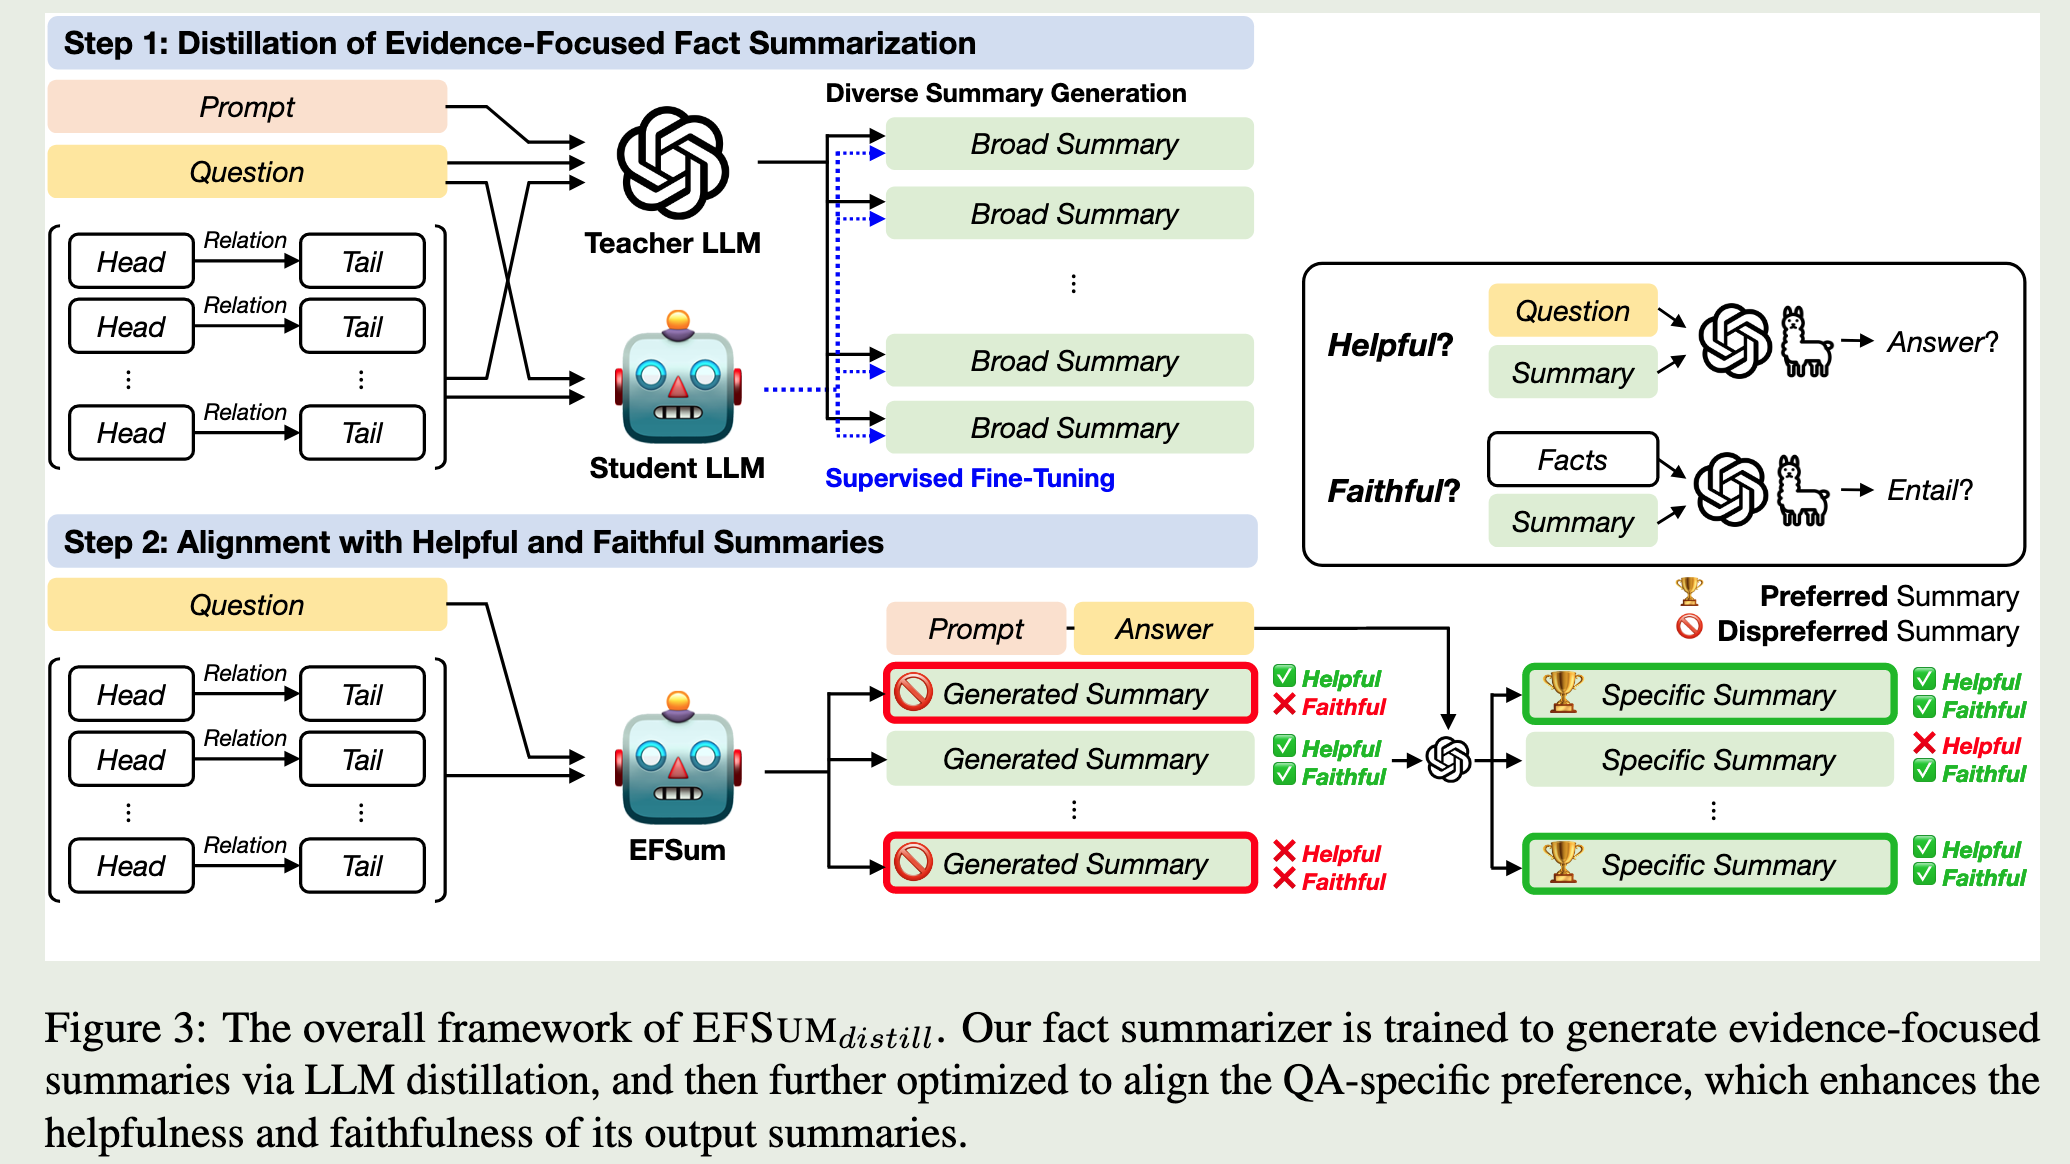 Step 1: Distillation of Evidence-Focused Fact Summarization
Prompt
Question
Head
Relation
Tail
Head
Relation
Tail
⋮
⋮
Head
Relation
Tail
Teacher LLM
Student LLM
Diverse Summary Generation
Broad Summary
Broad Summary
⋮
Broad Summary
Broad Summary
Supervised Fine-Tuning
Helpful?
Question
Summary
Answer?
Faithful?
Facts
Summary
Entail?
Step 2: Alignment with Helpful and Faithful Summaries
Question
Head
Relation
Tail
Head
Relation
Tail
⋮
⋮
Head
Relation
Tail
EFSum
Prompt
Answer
Generated Summary
Helpful
Faithful
Generated Summary
Helpful
Faithful
⋮
Generated Summary
Helpful
Faithful
Preferred Summary
Dispreferred Summary
Specific Summary
Helpful
Faithful
Specific Summary
Helpful
Faithful
⋮
Specific Summary
Helpful
Faithful
Figure 3: The overall framework of EFSUMdistill. Our fact summarizer is trained to generate evidence-focused
summaries via LLM distillation, and then further optimized to align the QA-specific preference, which enhances the
helpfulness and faithfulness of its output summaries.